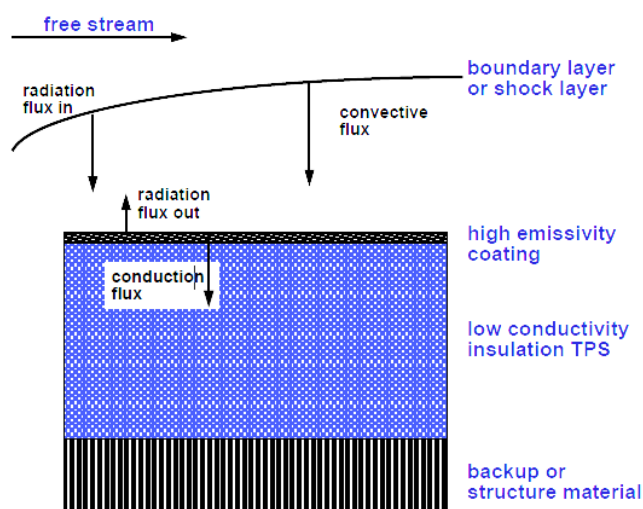 free stream
boundary layer
or shock layer
radiation
flux in
convective
flux
radiation
flux out
high emissivity
coating
conduction
flux
low conductivity
insulation TPS
backup or
structure material